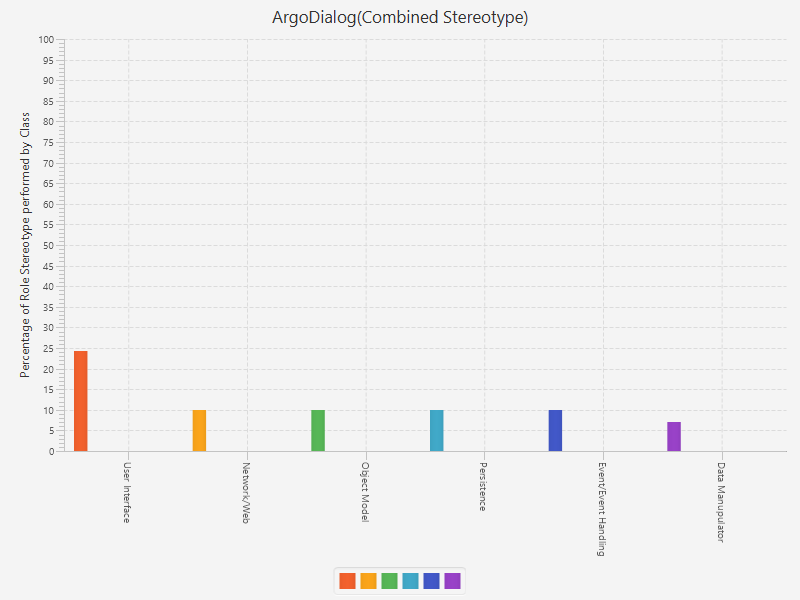 ArgoDialog(Combined Stereotype)
Percentage of Role Stereotype performed by Class
100
95
90
85
80
75
70
65
60
55
50
45
40
35
30
25
20
15
10
5
0
User Interface
Network/Web
Object Model
Persistence
Event/Event Handling
Data Manupulator